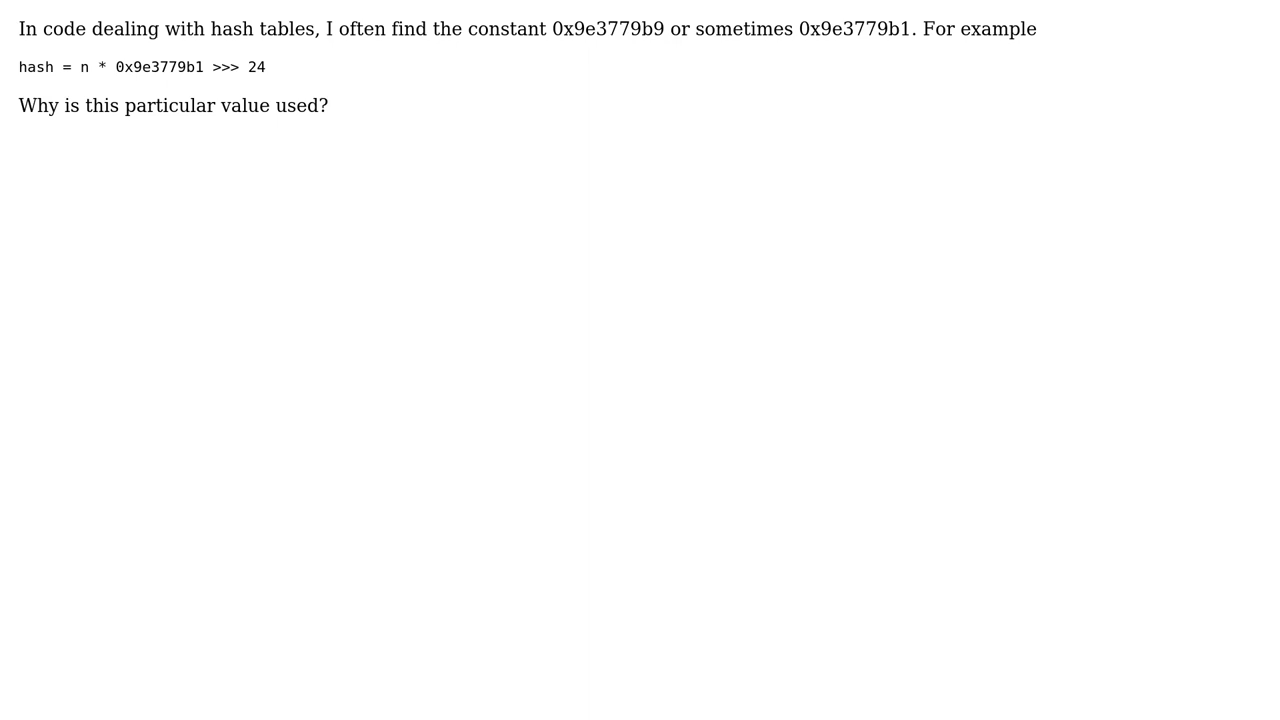 In code dealing with hash tables, I often find the constant 0x9e3779b9 or sometimes 0x9e3779b1. For example
hash = n * 0x9e3779b1 >>> 24
Why is this particular value used?